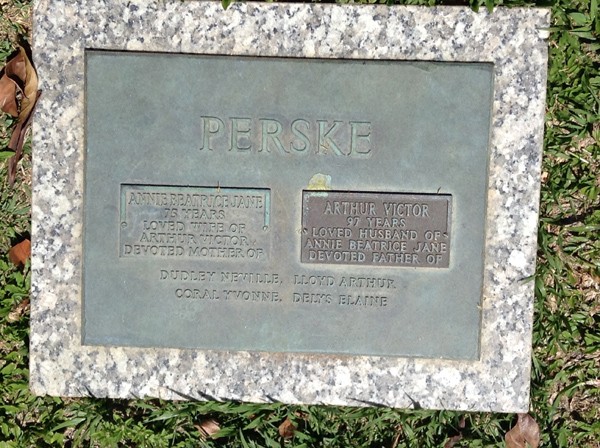 PERSKE
ANNIE BEATRICE JANE
75 YEARS
LOVED WIFE OF
ARTHUR VICTOR
DEVOTED MOTHER OF
ARTHUR VICTOR
97 YEARS
LOVED HUSBAND OF
ANNIE BEATRICE JANE
DEVOTED FATHER OF
DUDLEY NEVILLE, LLOYD ARTHUR
CORAL YVONNE, DELYS ELAINE